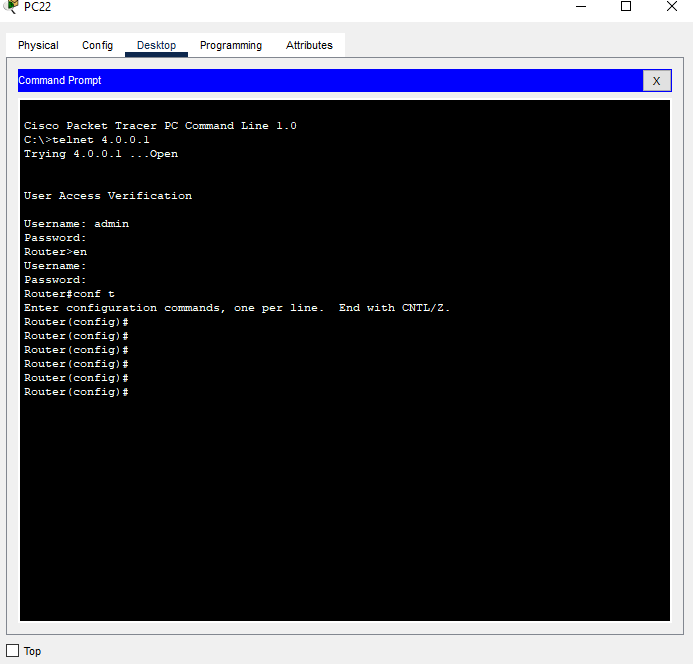 PC22
Physical Config Desktop Programming Attributes
Command Prompt X
Cisco Packet Tracer PC Command Line 1.0
C:\>telnet 4.0.0.1
Trying 4.0.0.1 ...Open
User Access Verification
Username: admin
Password:
Router>en
Username:
Password:
Router#conf t
Enter configuration commands, one per line.  End with CNTL/Z.
Router(config)#
Router(config)#
Router(config)#
Router(config)#
Router(config)#
Router(config)#
Top